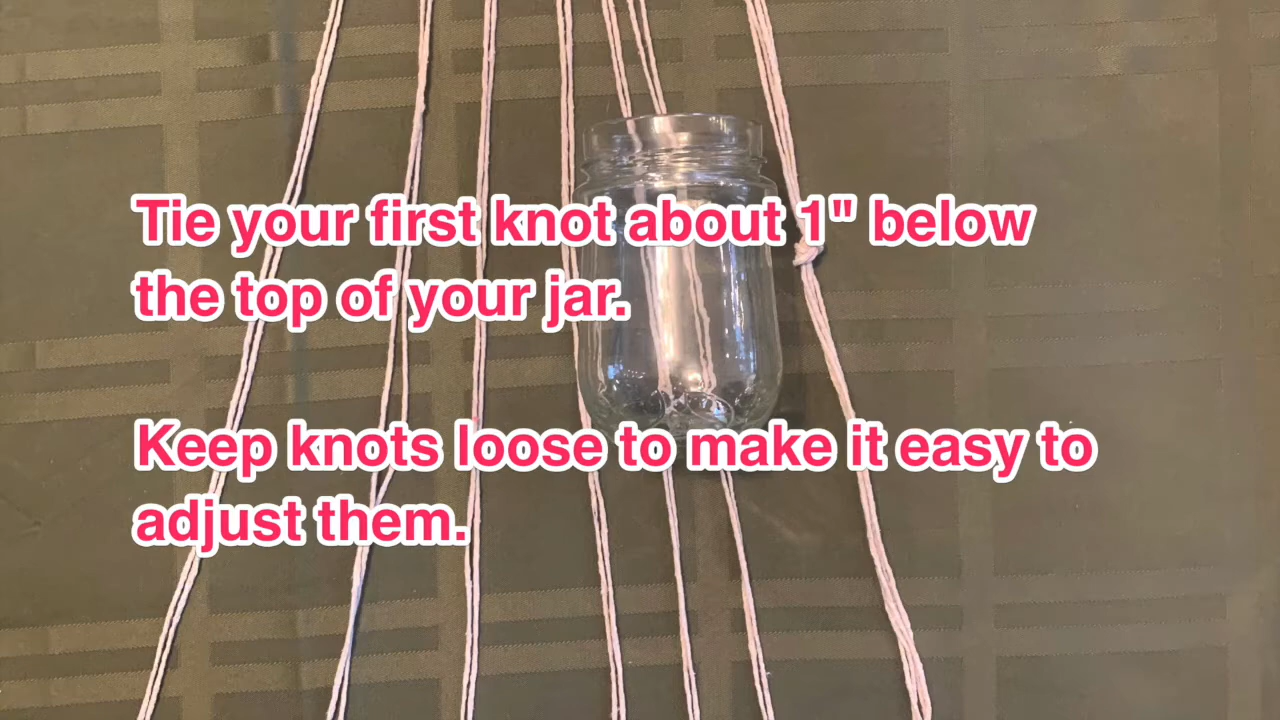 Tie your first knot about 1" below
the top of your jar.
Keep knots loose to make it easy to
adjust them.